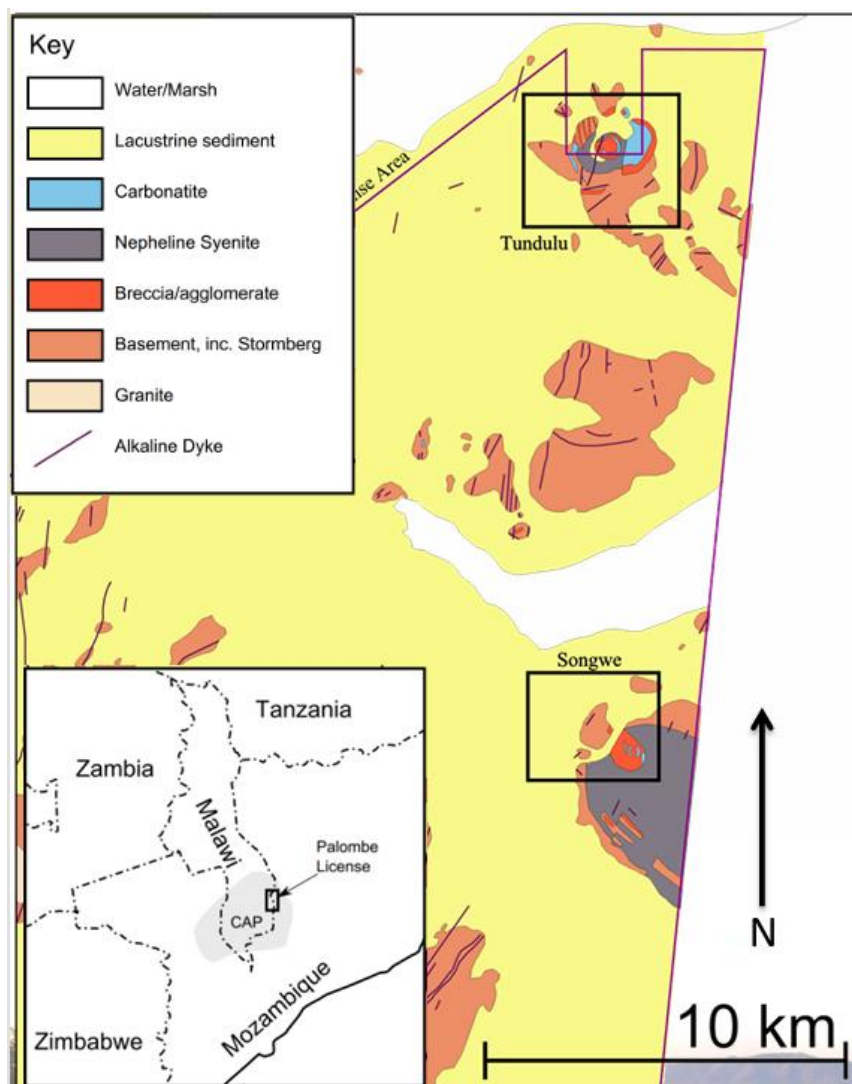 Key
Water/Marsh
Lacustrine sediment
Carbonatite
Nepheline Syenite
Breccia/agglomerate
Basement, inc. Stormberg
Granite
Alkaline Dyke
Area
Tundulu
Songwe
Tanzania
Zambia
Malawi
Palombe
License
CAP
Mozambique
Zimbabwe
N
10 km